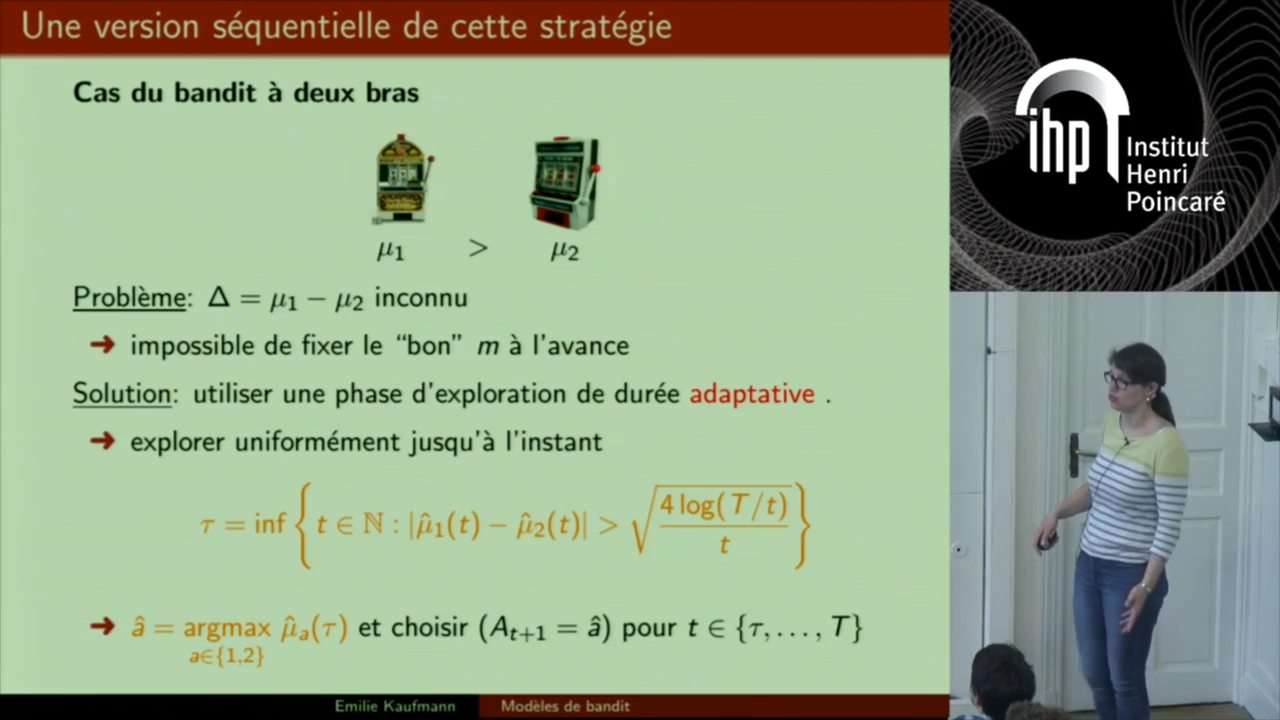 Une version séquentielle de cette stratégie
Cas du bandit à deux bras
μ1 > μ2
Problème: Δ = μ1 − μ2 inconnu
➜ impossible de fixer le “bon” m à l'avance
Solution: utiliser une phase d'exploration de durée adaptative .
➜ explorer uniformément jusqu'à l'instant
τ = inf { t ∈ ℕ : |μ̂1(t) − μ̂2(t)| > √(4 log(T/t) / t) }
➜ â = argmax μ̂a(τ) et choisir (At+1 = â) pour t ∈ {τ, . . . , T}
a∈{1,2}
Emilie Kaufmann Modèles de bandit
ihp Institut
Henri
Poincaré